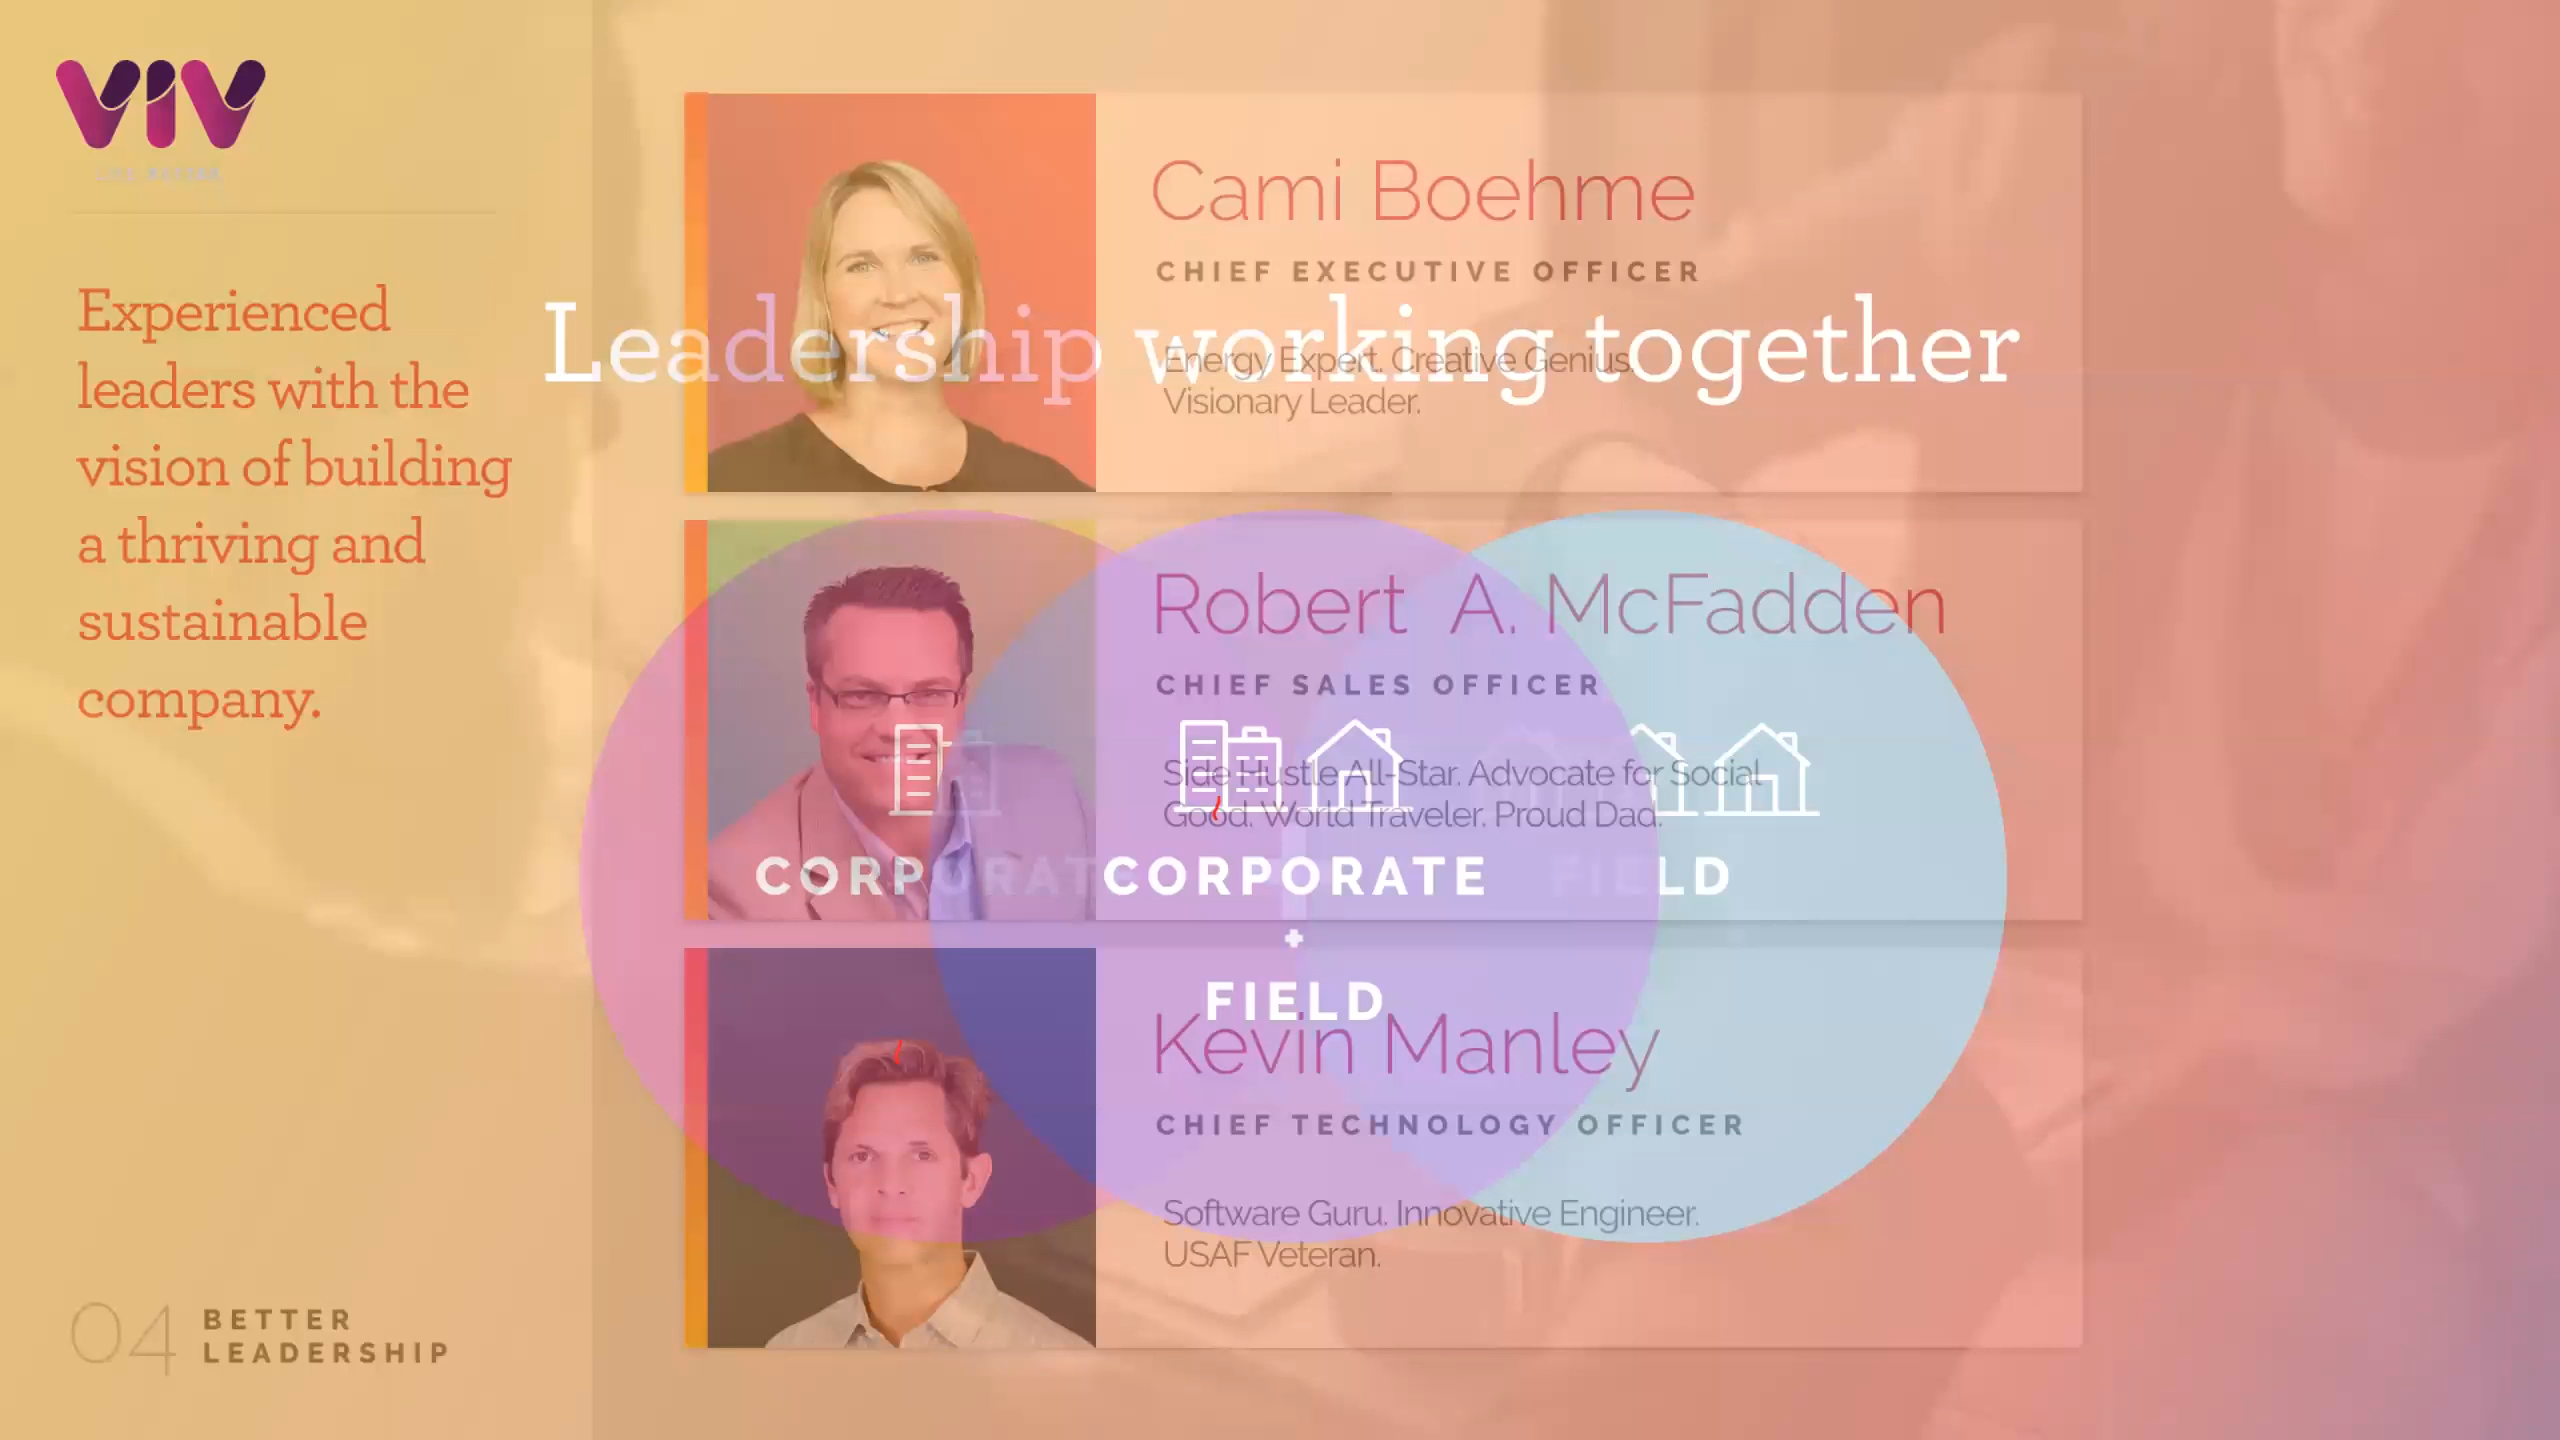 VIV
Experienced
leaders with the
vision of building
a thriving and
sustainable
company.
04 BETTER
LEADERSHIP
Cami Boehme
CHIEF EXECUTIVE OFFICER
Leadership working together
Energy Expert. Creative Genius.
Visionary Leader.
Robert A. McFadden
CHIEF SALES OFFICER
Side Hustle All-Star. Advocate for Social
Good. World Traveler. Proud Dad.
CORPORAT CORPORATE FIELD
+
FIELD
Kevin Manley
CHIEF TECHNOLOGY OFFICER
Software Guru. Innovative Engineer.
USAF Veteran.